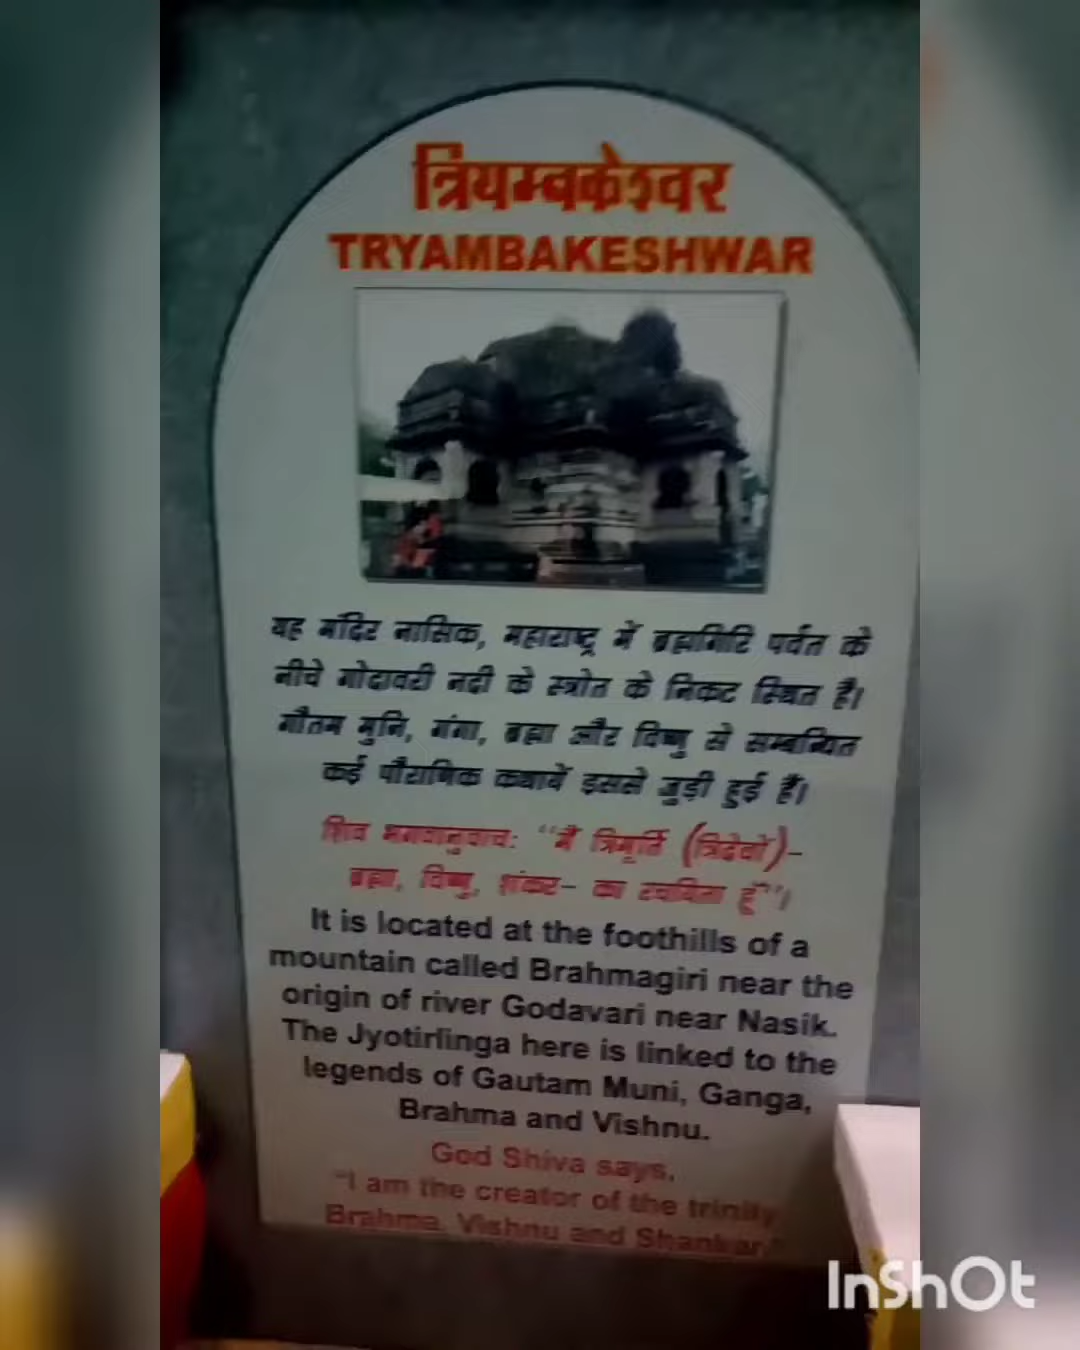 त्रियम्बकेश्वर
TRYAMBAKESHWAR
यह मंदिर नासिक, महाराष्ट्र में ब्रह्मगिरि पर्वत के
नीचे गोदावरी नदी के स्त्रोत के निकट स्थित है।
गौतम मुनि, गंगा, ब्रह्मा और विष्णु से सम्बन्धित
कई पौराणिक कथायें इससे जुड़ी हुई हैं।
शिव भगवानुवाच: “मैं त्रिमूर्ति (त्रिदेवों)-
ब्रह्मा, विष्णु, शंकर- का रचयिता हूँ”।
It is located at the foothills of a
mountain called Brahmagiri near the
origin of river Godavari near Nasik.
The Jyotirlinga here is linked to the
legends of Gautam Muni, Ganga,
Brahma and Vishnu.
God Shiva says,
“I am the creator of the trinity
Brahma, Vishnu and Shankar.”
InShOt